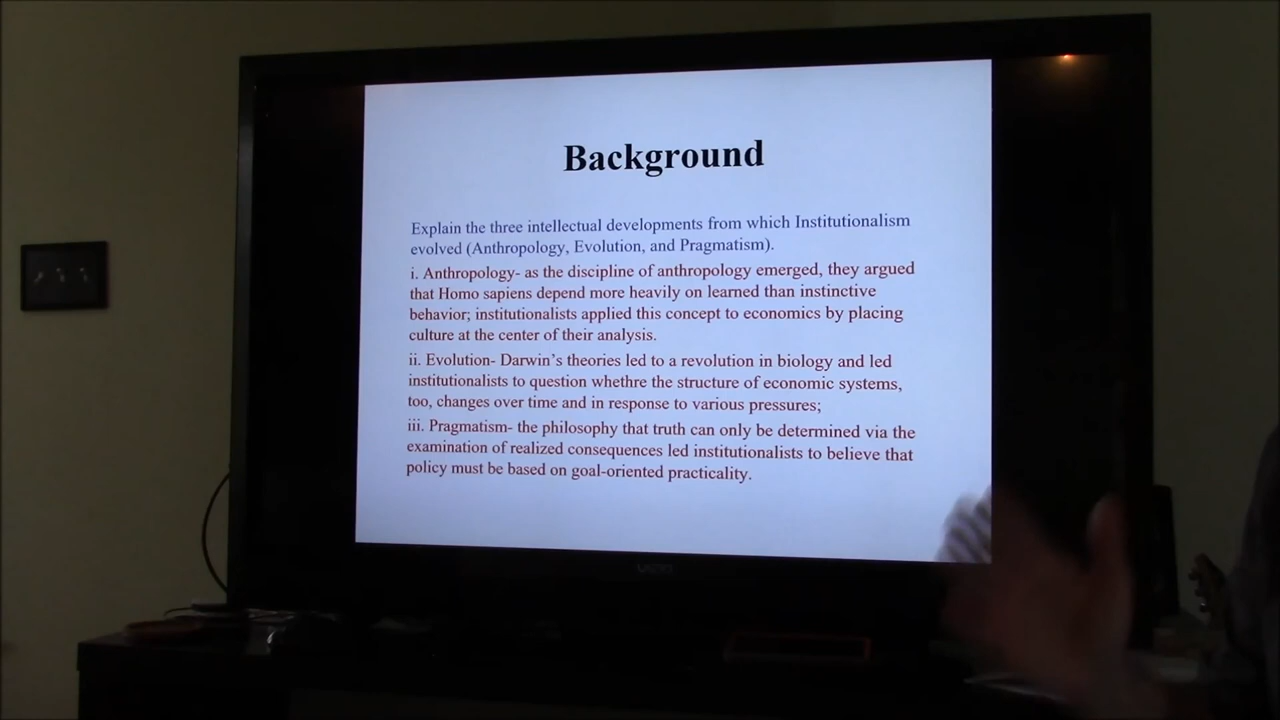 Background
Explain the three intellectual developments from which Institutionalism
evolved (Anthropology, Evolution, and Pragmatism).
i. Anthropology- as the discipline of anthropology emerged, they argued
that Homo sapiens depend more heavily on learned than instinctive
behavior; institutionalists applied this concept to economics by placing
culture at the center of their analysis.
ii. Evolution- Darwin's theories led to a revolution in biology and led
institutionalists to question whethre the structure of economic systems,
too, changes over time and in response to various pressures;
iii. Pragmatism- the philosophy that truth can only be determined via the
examination of realized consequences led institutionalists to believe that
policy must be based on goal-oriented practicality.